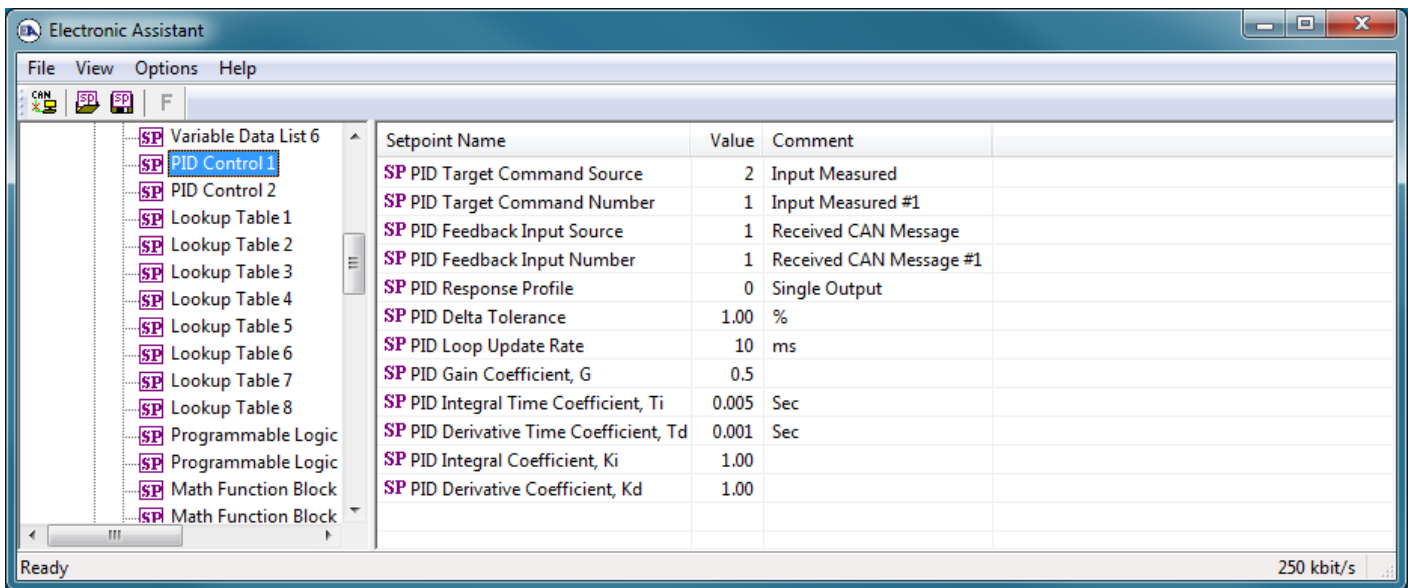 Electronic Assistant
File View Options Help
CAN SP SP F
SP Variable Data List 6
SP PID Control 1
SP PID Control 2
SP Lookup Table 1
SP Lookup Table 2
SP Lookup Table 3
SP Lookup Table 4
SP Lookup Table 5
SP Lookup Table 6
SP Lookup Table 7
SP Lookup Table 8
SP Programmable Logic
SP Programmable Logic
SP Math Function Block
SP Math Function Block
Setpoint Name Value Comment
SP PID Target Command Source 2 Input Measured
SP PID Target Command Number 1 Input Measured #1
SP PID Feedback Input Source 1 Received CAN Message
SP PID Feedback Input Number 1 Received CAN Message #1
SP PID Response Profile 0 Single Output
SP PID Delta Tolerance 1.00 %
SP PID Loop Update Rate 10 ms
SP PID Gain Coefficient, G 0.5
SP PID Integral Time Coefficient, Ti 0.005 Sec
SP PID Derivative Time Coefficient, Td 0.001 Sec
SP PID Integral Coefficient, Ki 1.00
SP PID Derivative Coefficient, Kd 1.00
Ready 250 kbit/s